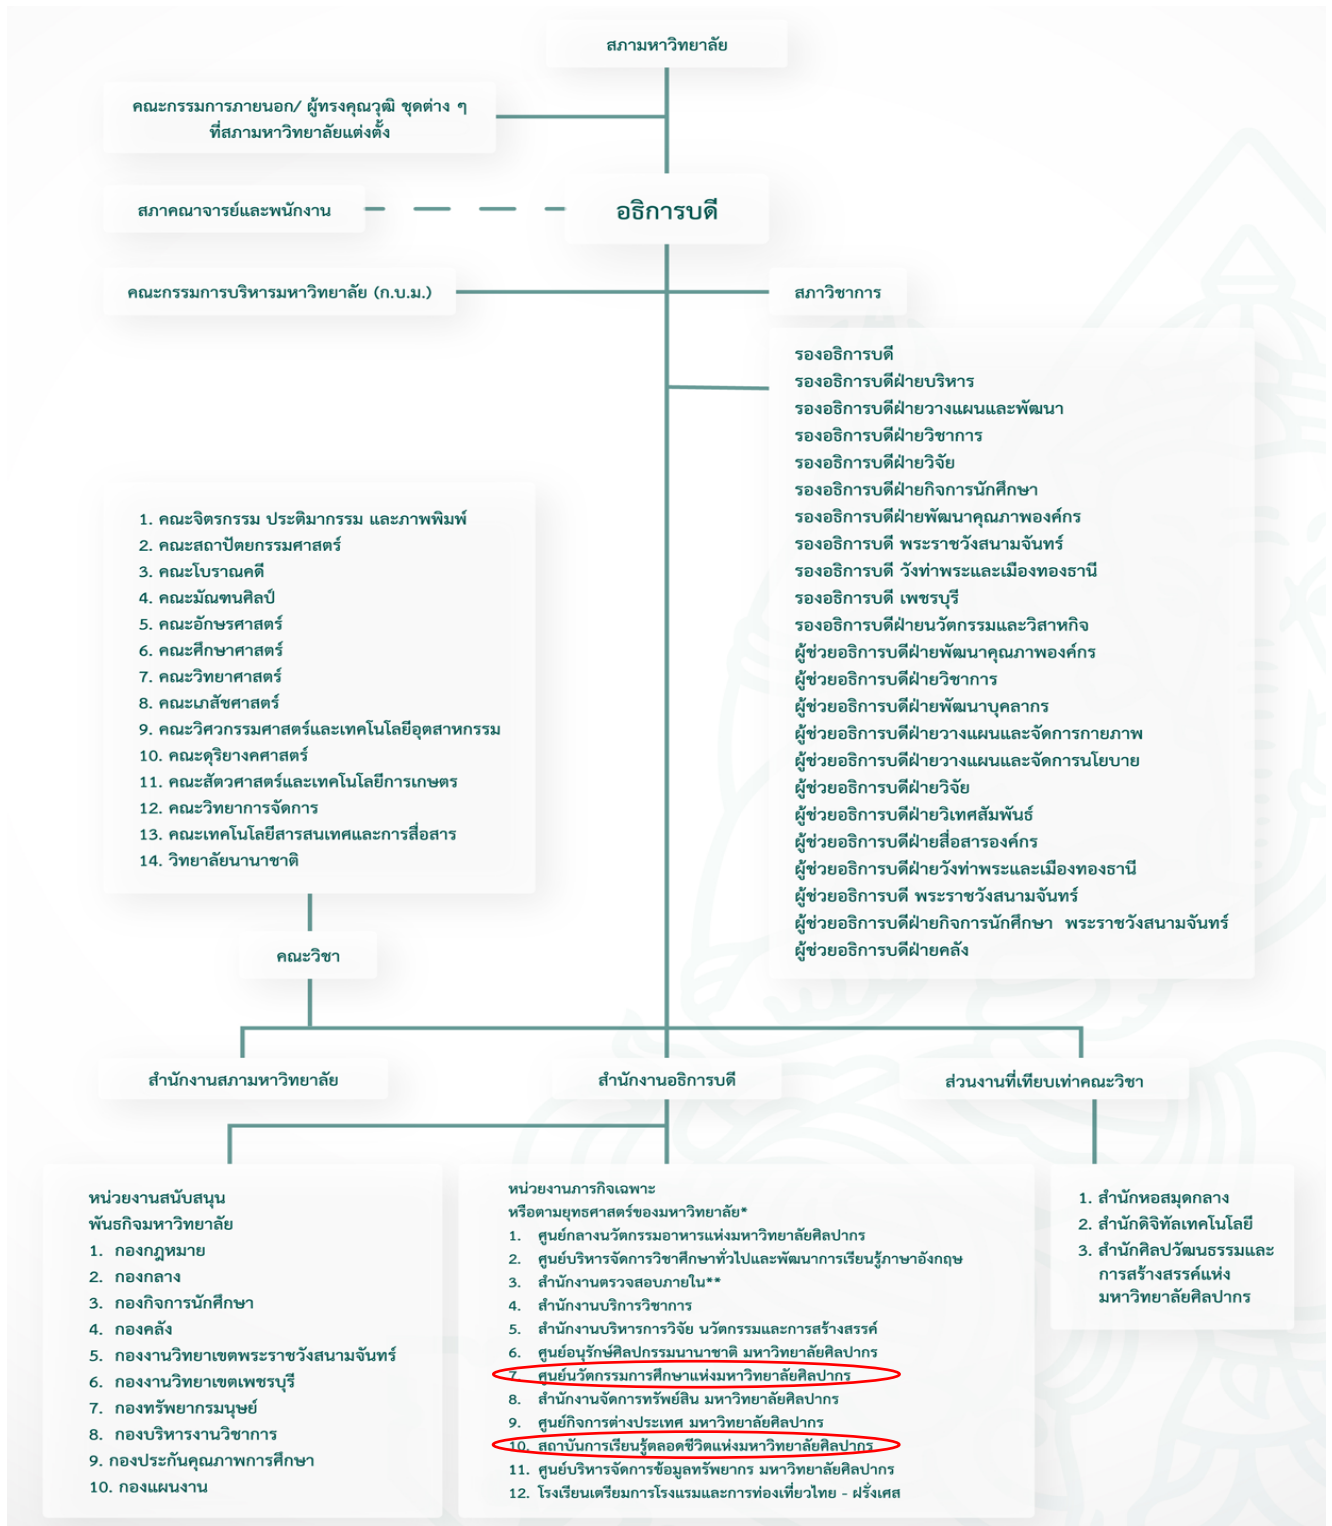 สภามหาวิทยาลัย
คณะกรรมการภายนอก/ ผู้ทรงคุณวุฒิ ชุดต่าง ๆ
ที่สภามหาวิทยาลัยแต่งตั้ง
สภาคณาจารย์และพนักงาน
อธิการบดี
คณะกรรมการบริหารมหาวิทยาลัย (ก.บ.ม.)
สภาวิชาการ
รองอธิการบดี
รองอธิการบดีฝ่ายบริหาร
รองอธิการบดีฝ่ายวางแผนและพัฒนา
รองอธิการบดีฝ่ายวิชาการ
รองอธิการบดีฝ่ายวิจัย
รองอธิการบดีฝ่ายกิจการนักศึกษา
รองอธิการบดีฝ่ายพัฒนาคุณภาพองค์กร
รองอธิการบดี พระราชวังสนามจันทร์
รองอธิการบดี วังท่าพระและเมืองทองธานี
รองอธิการบดี เพชรบุรี
รองอธิการบดีฝ่ายนวัตกรรมและวิสาหกิจ
ผู้ช่วยอธิการบดีฝ่ายพัฒนาคุณภาพองค์กร
ผู้ช่วยอธิการบดีฝ่ายวิชาการ
ผู้ช่วยอธิการบดีฝ่ายพัฒนาบุคลากร
ผู้ช่วยอธิการบดีฝ่ายวางแผนและจัดการกายภาพ
ผู้ช่วยอธิการบดีฝ่ายวางแผนและจัดการนโยบาย
ผู้ช่วยอธิการบดีฝ่ายวิจัย
ผู้ช่วยอธิการบดีฝ่ายวิเทศสัมพันธ์
ผู้ช่วยอธิการบดีฝ่ายสื่อสารองค์กร
ผู้ช่วยอธิการบดีฝ่ายวังท่าพระและเมืองทองธานี
ผู้ช่วยอธิการบดี พระราชวังสนามจันทร์
ผู้ช่วยอธิการบดีฝ่ายกิจการนักศึกษา พระราชวังสนามจันทร์
ผู้ช่วยอธิการบดีฝ่ายคลัง
1. คณะจิตรกรรม ประติมากรรม และภาพพิมพ์
2. คณะสถาปัตยกรรมศาสตร์
3. คณะโบราณคดี
4. คณะมัณฑนศิลป์
5. คณะอักษรศาสตร์
6. คณะศึกษาศาสตร์
7. คณะวิทยาศาสตร์
8. คณะเภสัชศาสตร์
9. คณะวิศวกรรมศาสตร์และเทคโนโลยีอุตสาหกรรม
10. คณะดุริยางคศาสตร์
11. คณะสัตวศาสตร์และเทคโนโลยีการเกษตร
12. คณะวิทยาการจัดการ
13. คณะเทคโนโลยีสารสนเทศและการสื่อสาร
14. วิทยาลัยนานาชาติ
คณะวิชา
สำนักงานสภามหาวิทยาลัย
สำนักงานอธิการบดี
ส่วนงานที่เทียบเท่าคณะวิชา
หน่วยงานสนับสนุน
พันธกิจมหาวิทยาลัย
1. กองกฎหมาย
2. กองกลาง
3. กองกิจการนักศึกษา
4. กองคลัง
5. กองงานวิทยาเขตพระราชวังสนามจันทร์
6. กองงานวิทยาเขตเพชรบุรี
7. กองทรัพยากรมนุษย์
8. กองบริหารงานวิชาการ
9. กองประกันคุณภาพการศึกษา
10. กองแผนงาน
หน่วยงานภารกิจเฉพาะ
หรือตามยุทธศาสตร์ของมหาวิทยาลัย*
1. ศูนย์กลางนวัตกรรมอาหารแห่งมหาวิทยาลัยศิลปากร
2. ศูนย์บริหารจัดการวิชาศึกษาทั่วไปและพัฒนาการเรียนรู้ภาษาอังกฤษ
3. สำนักงานตรวจสอบภายใน**
4. สำนักงานบริการวิชาการ
5. สำนักงานบริหารการวิจัย นวัตกรรมและการสร้างสรรค์
6. ศูนย์อนุรักษ์ศิลปกรรมนานาชาติ มหาวิทยาลัยศิลปากร
7. ศูนย์นวัตกรรมการศึกษาแห่งมหาวิทยาลัยศิลปากร
8. สำนักงานจัดการทรัพย์สิน มหาวิทยาลัยศิลปากร
9. ศูนย์กิจการต่างประเทศ มหาวิทยาลัยศิลปากร
10. สถาบันการเรียนรู้ตลอดชีวิตแห่งมหาวิทยาลัยศิลปากร
11. ศูนย์บริหารจัดการข้อมูลทรัพยากร มหาวิทยาลัยศิลปากร
12. โรงเรียนเตรียมการโรงแรมและการท่องเที่ยวไทย - ฝรั่งเศส
1. สำนักหอสมุดกลาง
2. สำนักดิจิทัลเทคโนโลยี
3. สำนักศิลปวัฒนธรรมและ
การสร้างสรรค์แห่ง
มหาวิทยาลัยศิลปากร